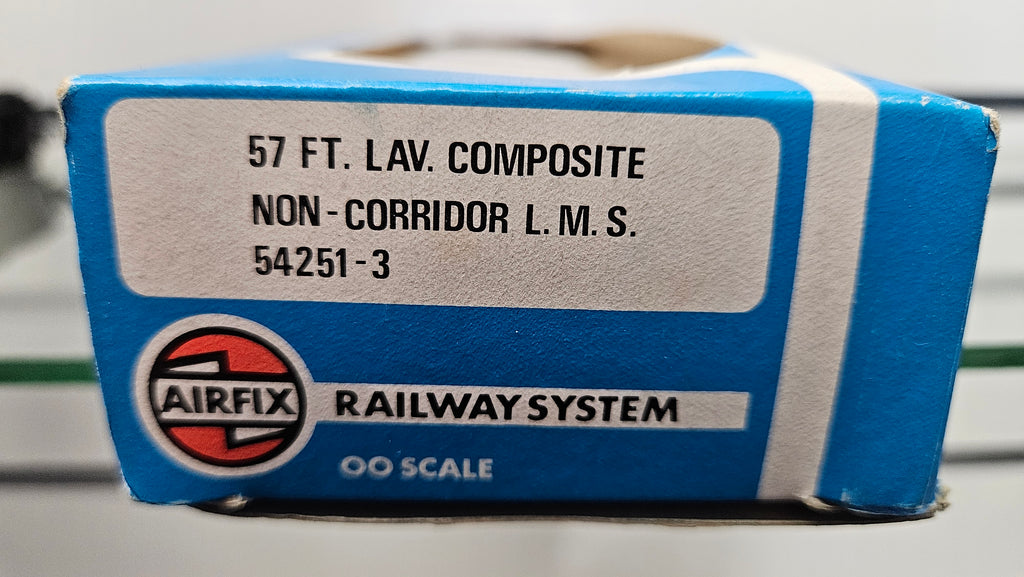 57 FT. LAV. COMPOSITE
NON-CORRIDOR L.M.S.
54251-3
AIRFIX RAILWAY SYSTEM
OO SCALE